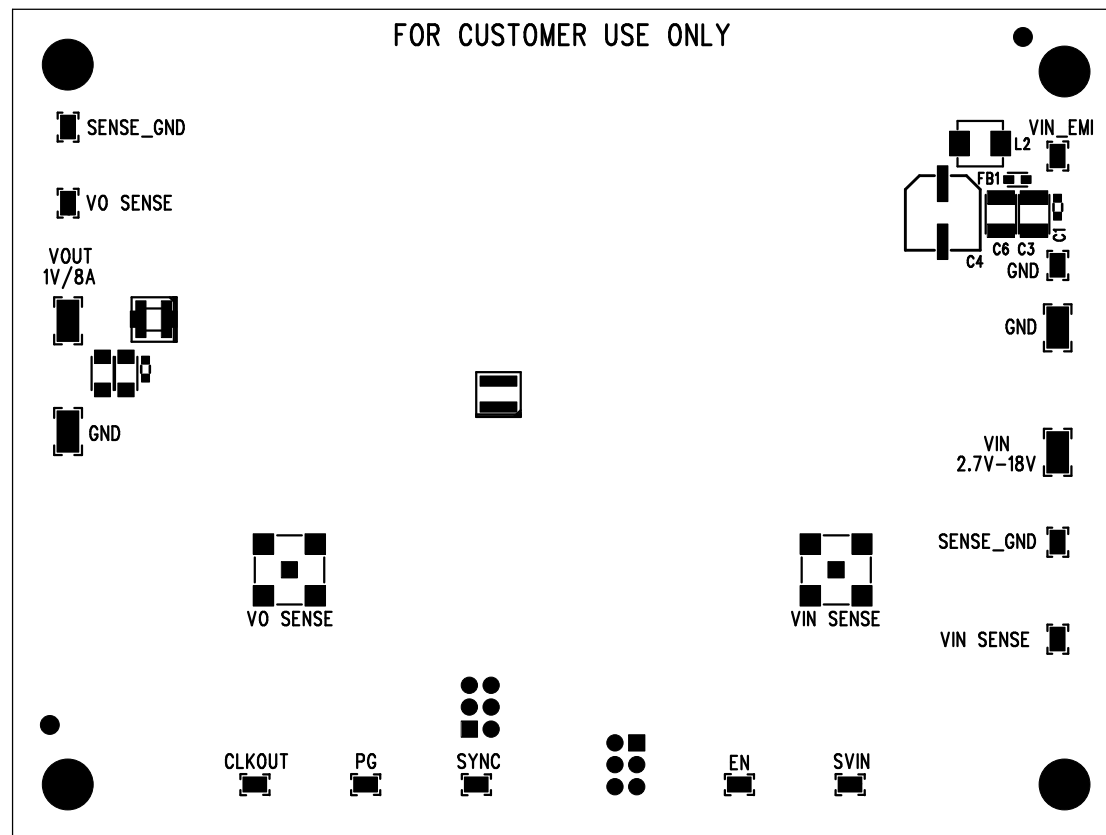 FOR CUSTOMER USE ONLY
SENSE_GND
VIN_EMI
L2
FB1
VO SENSE
C1
C6
C3
C4
VOUT
1V/8A
GND
GND
GND
VIN
2.7V-18V
SENSE_GND
VO SENSE
VIN SENSE
VIN SENSE
CLKOUT
PG
SYNC
EN
SVIN